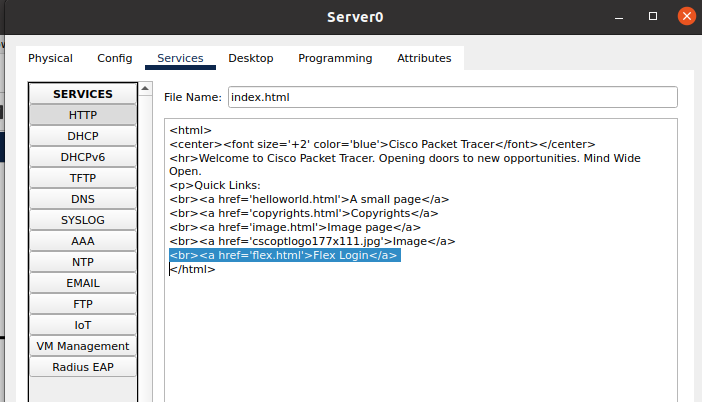 Server0
Physical Config Services Desktop Programming Attributes
SERVICES
HTTP
DHCP
DHCPv6
TFTP
DNS
SYSLOG
AAA
NTP
EMAIL
FTP
IoT
VM Management
Radius EAP
File Name: index.html
<html>
<center><font size='+2' color='blue'>Cisco Packet Tracer</font></center>
<hr>Welcome to Cisco Packet Tracer. Opening doors to new opportunities. Mind Wide
Open.
<p>Quick Links:
<br><a href='helloworld.html'>A small page</a>
<br><a href='copyrights.html'>Copyrights</a>
<br><a href='image.html'>Image page</a>
<br><a href='cscoptlogo177x111.jpg'>Image</a>
<br><a href='flex.html'>Flex Login</a>
</html>